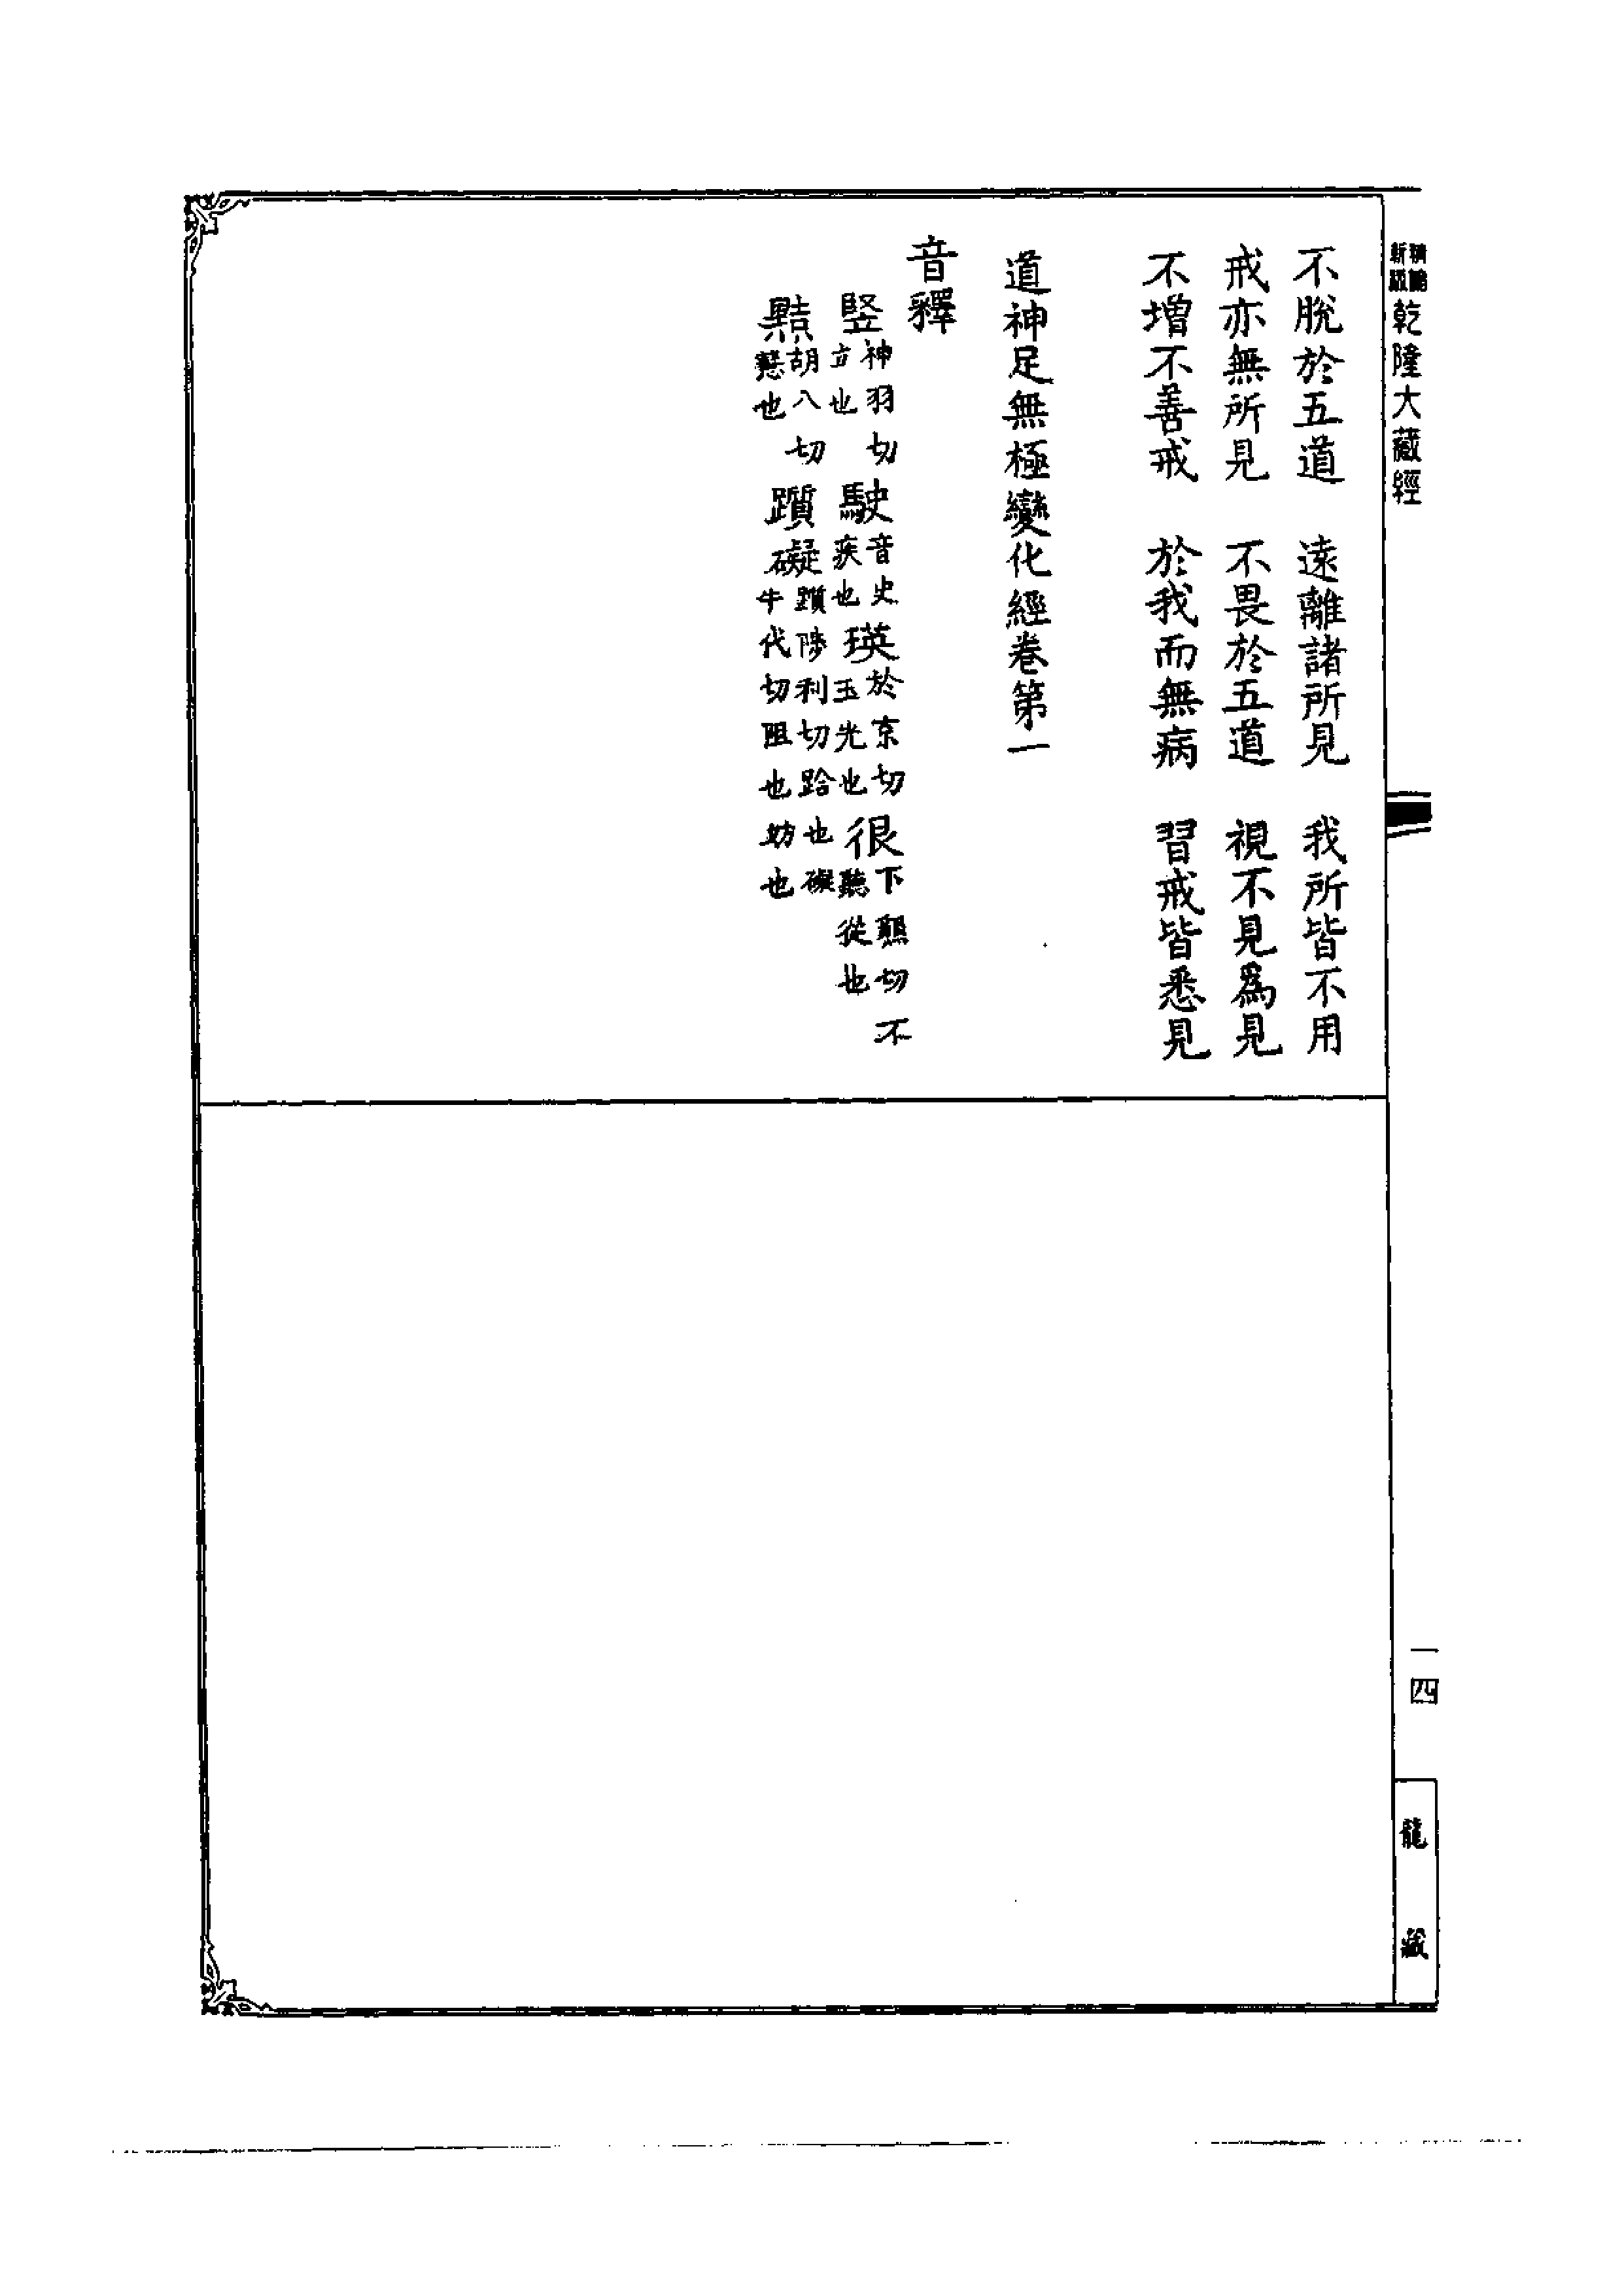 乾隆大藏經
不脫於五道　遠離諸所見　我所皆不用
戒亦無所見　不畏於五道　視不見爲見
不增不善戒　於我而無病　習戒皆悉見
道神足無極變化經卷第一
音釋
竪神羽切立也　駛音史疾也　瑛於京切玉光也　很下懇切不聽從也
黠胡八切慧也　躓礙躓陟利切跲也礙牛代切阻也妨也
一四
龍藏